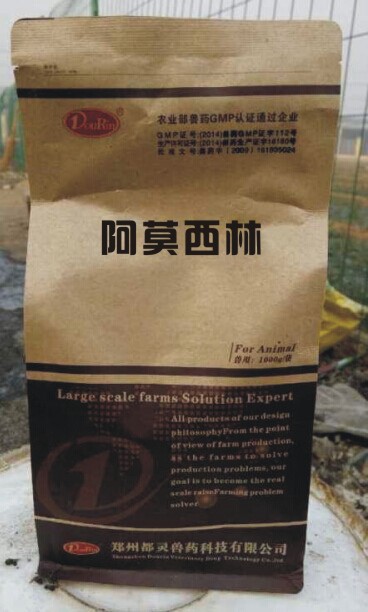 DouRin
农业部兽药GMP认证通过企业
阿莫西林
For Animal
兽用: 1000g/袋
Large scale farms Solution Expert
All products of our design
philosophyFrom the point
of view of farm production,
as the farms to solve
production problems, our
goal is to become the real
scale raiseFarming problem
solver
DouRin
郑州都灵兽药科技有限公司